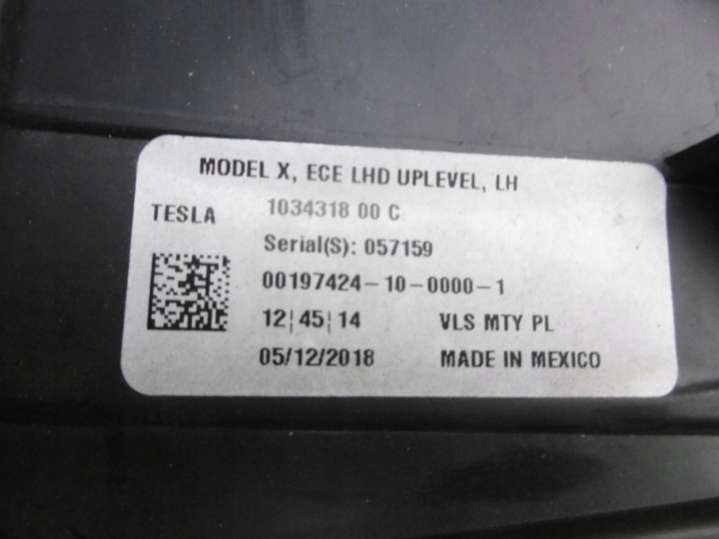 MODEL X, ECE LHD UPLEVEL, LH
TESLA 1034318 00 C
Serial(S): 057159
00197424-10-0000-1
12¦45¦14 VLS MTY PL
05/12/2018 MADE IN MEXICO